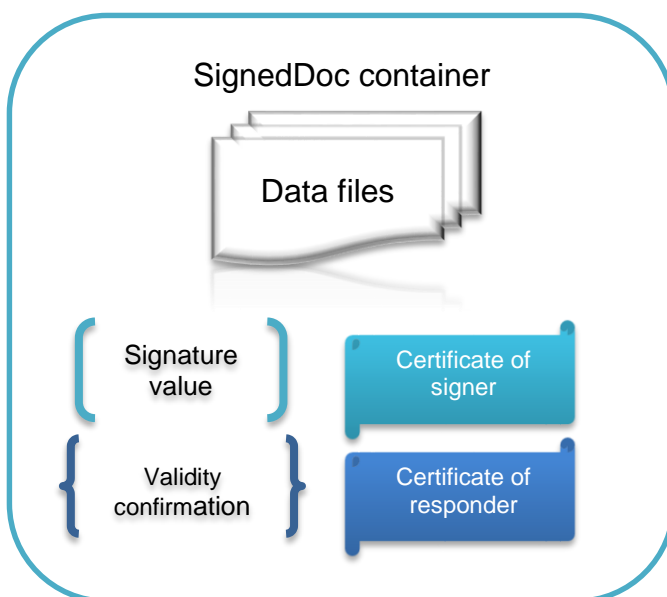 SignedDoc container
Data files
Signature
value
Certificate of
signer
Validity
confirmation
Certificate of
responder